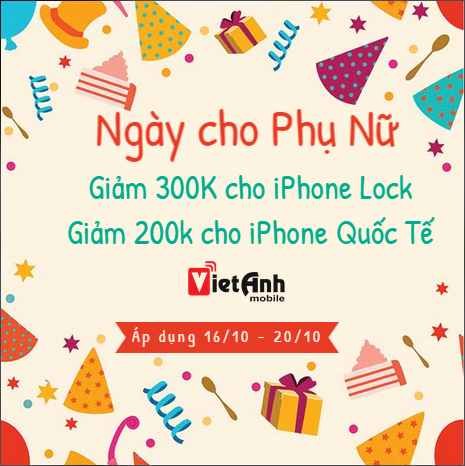 Ngày cho Phụ Nữ
Giảm 300K cho iPhone Lock
Giảm 200k cho iPhone Quốc Tế
VietAnh
mobile
Áp dụng 16/10 - 20/10